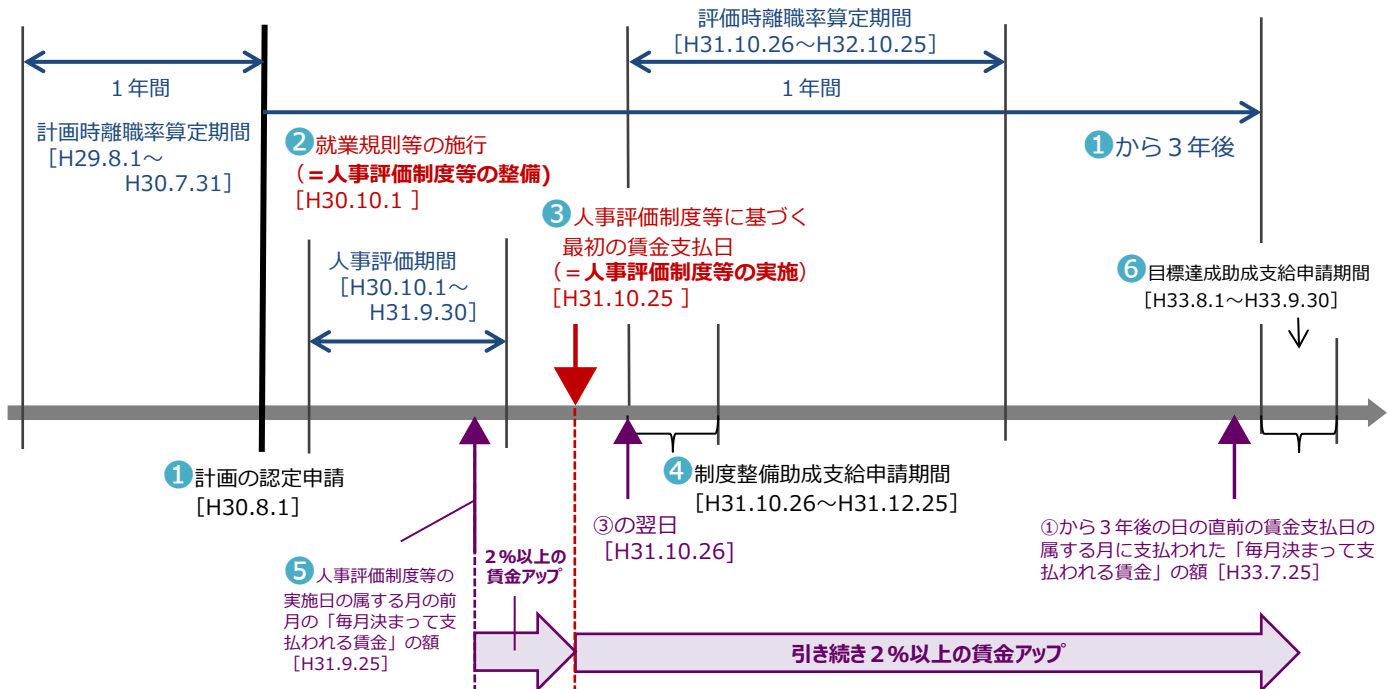 評価時離職率算定期間
[H31.10.26～H32.10.25]
１年間
１年間
計画時離職率算定期間
[H29.8.1～
H30.7.31]
❷就業規則等の施行
(＝人事評価制度等の整備)
[H30.10.1 ]
❶から３年後
人事評価期間
[H30.10.1～
H31.9.30]
❸人事評価制度等に基づく
最初の賃金支払日
(＝人事評価制度等の実施)
[H31.10.25 ]
❻目標達成助成支給申請期間
[H33.8.1～H33.9.30]
❶計画の認定申請
[H30.8.1]
❹制度整備助成支給申請期間
[H31.10.26～H31.12.25]
③の翌日
[H31.10.26]
①から３年後の日の直前の賃金支払日の
属する月に支払われた「毎月決まって支
払われる賃金」の額 [H33.7.25]
❺人事評価制度等の
実施日の属する月の前
月の「毎月決まって支
払われる賃金」の額
[H31.9.25]
２％以上の
賃金アップ
引き続き２％以上の賃金アップ